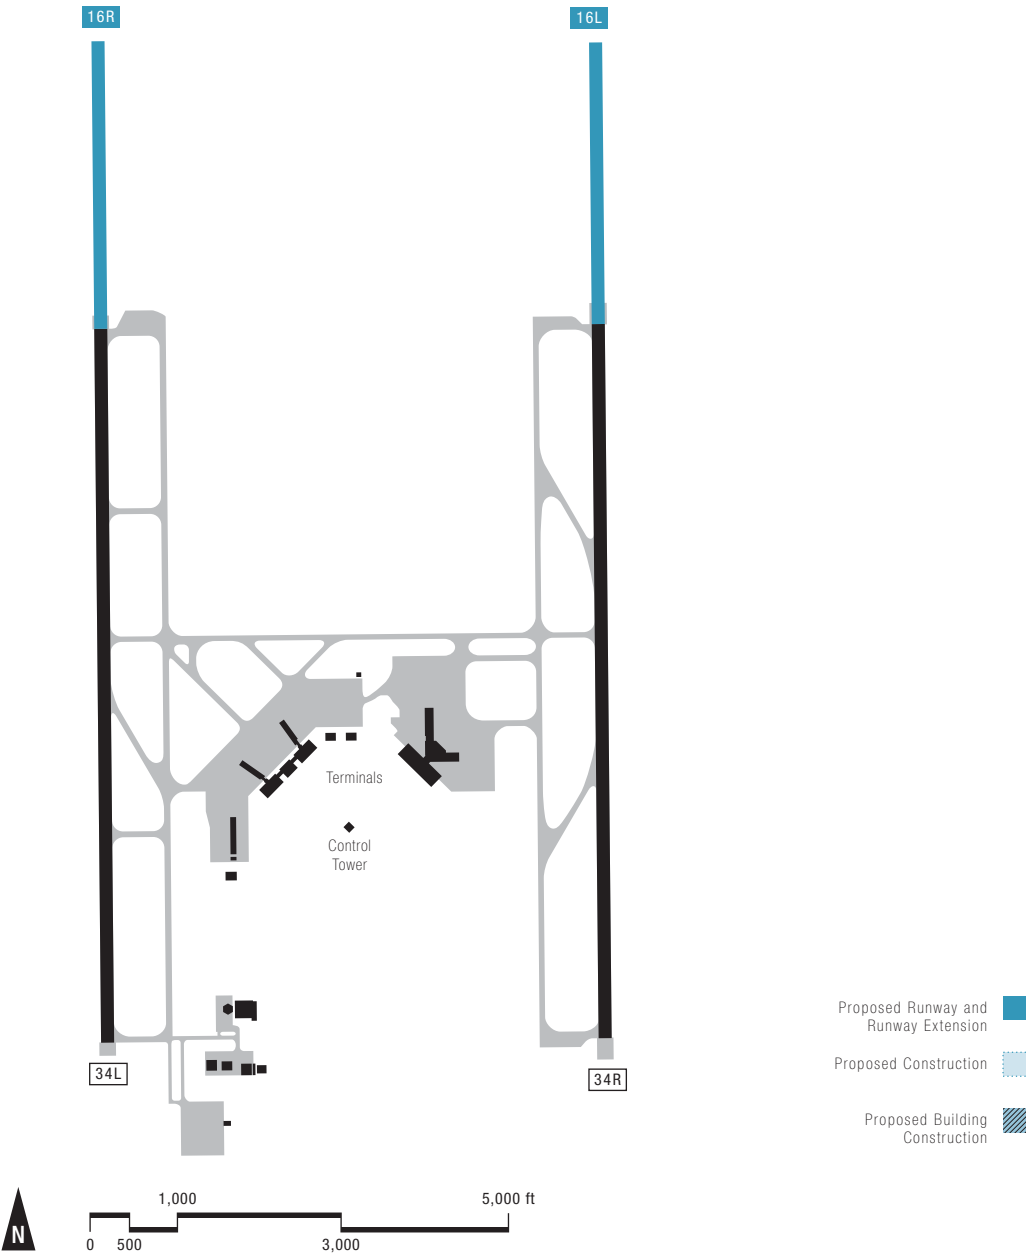 16R
16L
Terminals
Control
Tower
Proposed Runway and
Runway Extension
Proposed Construction
Proposed Building
Construction
34L
34R
1,000
5,000 ft
N
0
500
3,000